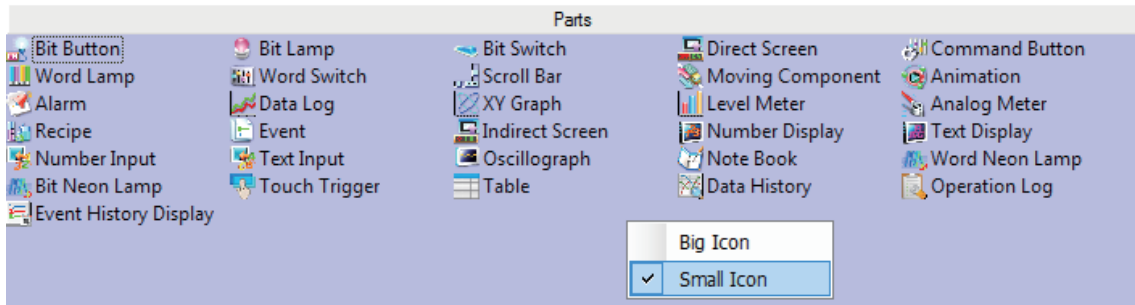 Parts
Bit Button Bit Lamp Bit Switch Direct Screen Command Button
Word Lamp Word Switch Scroll Bar Moving Component Animation
Alarm Data Log XY Graph Level Meter Analog Meter
Recipe Event Indirect Screen Number Display Text Display
Number Input Text Input Oscillograph Note Book Word Neon Lamp
Bit Neon Lamp Touch Trigger Table Data History Operation Log
Event History Display
Big Icon
Small Icon